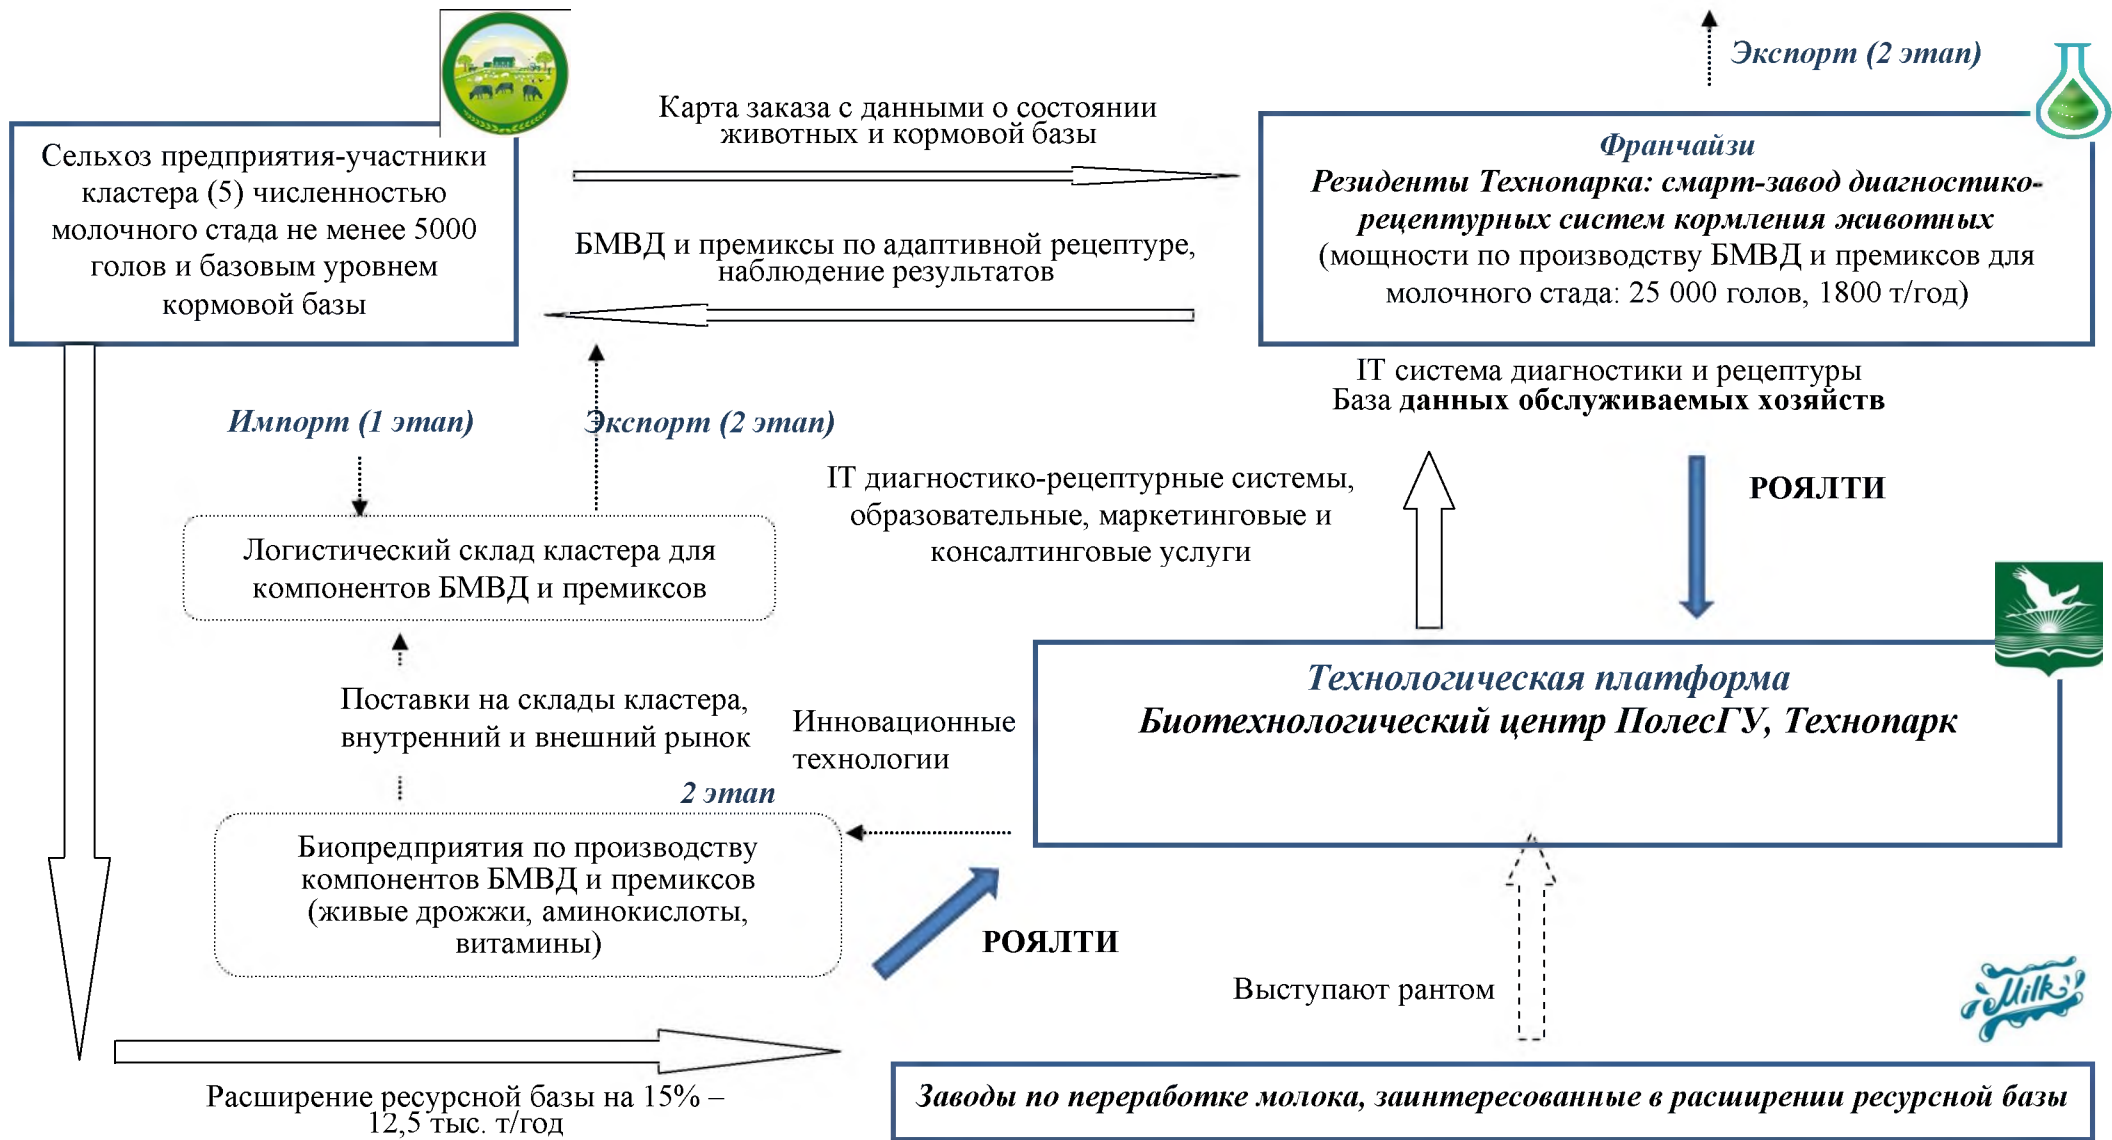 Экспорт (2 этап)
Карта заказа с данными о состоянии
животных и кормовой базы
Сельхоз предприятия-участники
кластера (5) численностью
молочного стада не менее 5000
голов и базовым уровнем
кормовой базы
Франчайзи
Резиденты Технопарка: смарт-завод диагностико-
рецептурных систем кормления животных
(мощности по производству БМВД и премиксов для
молочного стада: 25 000 голов, 1800 т/год)
БМВД и премиксы по адаптивной рецептуре,
наблюдение результатов
IT система диагностики и рецептуры
База данных обслуживаемых хозяйств
Импорт (1 этап)
Экспорт (2 этап)
IT диагностико-рецептурные системы,
образовательные, маркетинговые и
консалтинговые услуги
РОЯЛТИ
Логистический склад кластера для
компонентов БМВД и премиксов
Технологическая платформа
Биотехнологический центр ПолесГУ, Технопарк
Поставки на склады кластера,
внутренний и внешний рынок
Инновационные
технологии
2 этап
Биопредприятия по производству
компонентов БМВД и премиксов
(живые дрожжи, аминокислоты,
витамины)
РОЯЛТИ
Выступают рантом
Milk
Расширение ресурсной базы на 15% –
12,5 тыс. т/год
Заводы по переработке молока, заинтересованные в расширении ресурсной базы